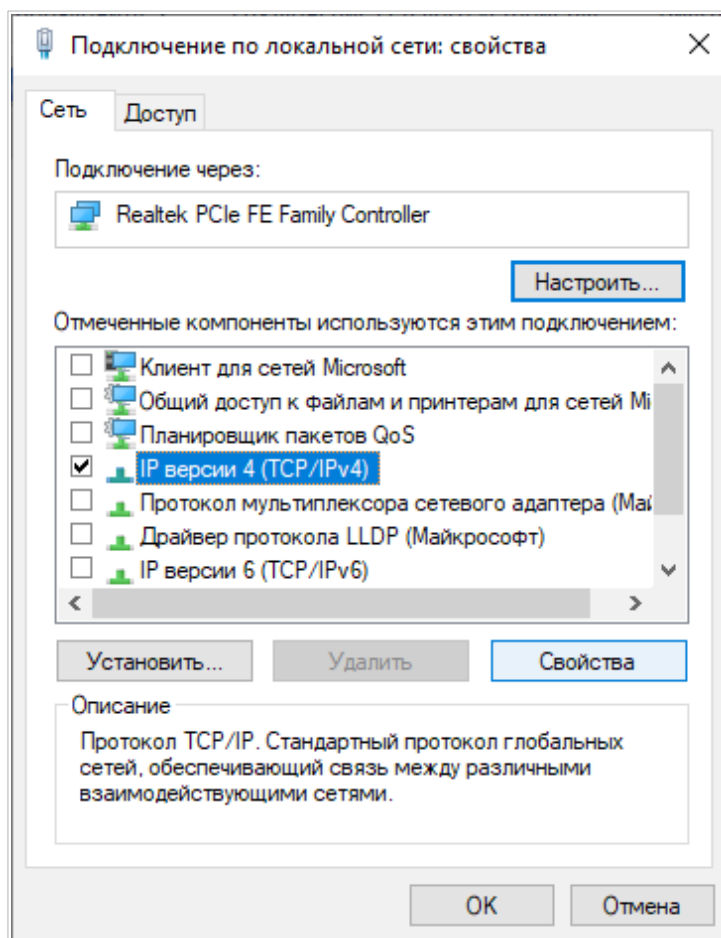 Подключение по локальной сети: свойства
Сеть
Доступ
Подключение через:
Realtek PCIe FE Family Controller
Настроить...
Отмеченные компоненты используются этим подключением:
Клиент для сетей Microsoft
Общий доступ к файлам и принтерам для сетей Mi
Планировщик пакетов QoS
IP версии 4 (TCP/IPv4)
Протокол мультиплексора сетевого адаптера (Май
Драйвер протокола LLDP (Майкрософт)
IP версии 6 (TCP/IPv6)
Установить...
Удалить
Свойства
Описание
Протокол TCP/IP. Стандартный протокол глобальных
сетей, обеспечивающий связь между различными
взаимодействующими сетями.
OK
Отмена